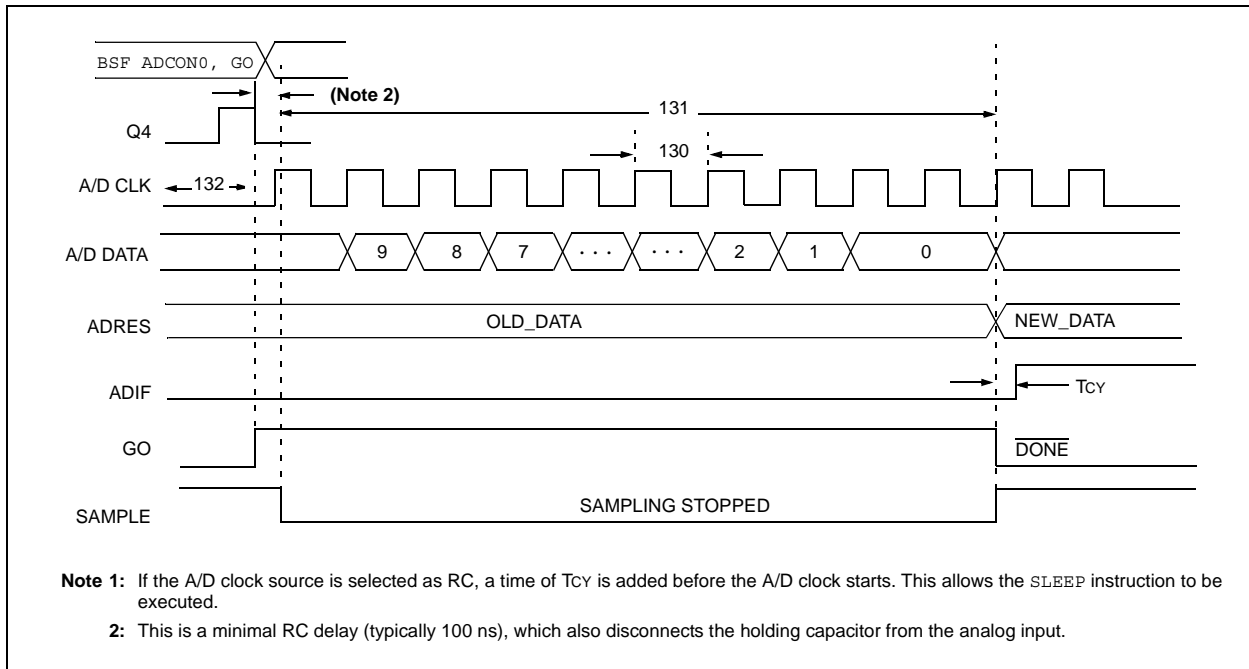 BSF ADCON0, GO
(Note 2)
131
Q4
130
A/D CLK
132
A/D DATA
9 8 7 · · · · · · 2 1 0
ADRES
OLD_DATA
NEW_DATA
ADIF
TCY
GO
DONE
SAMPLE
SAMPLING STOPPED
Note 1: If the A/D clock source is selected as RC, a time of TCY is added before the A/D clock starts. This allows the SLEEP instruction to be
executed.
2: This is a minimal RC delay (typically 100 ns), which also disconnects the holding capacitor from the analog input.